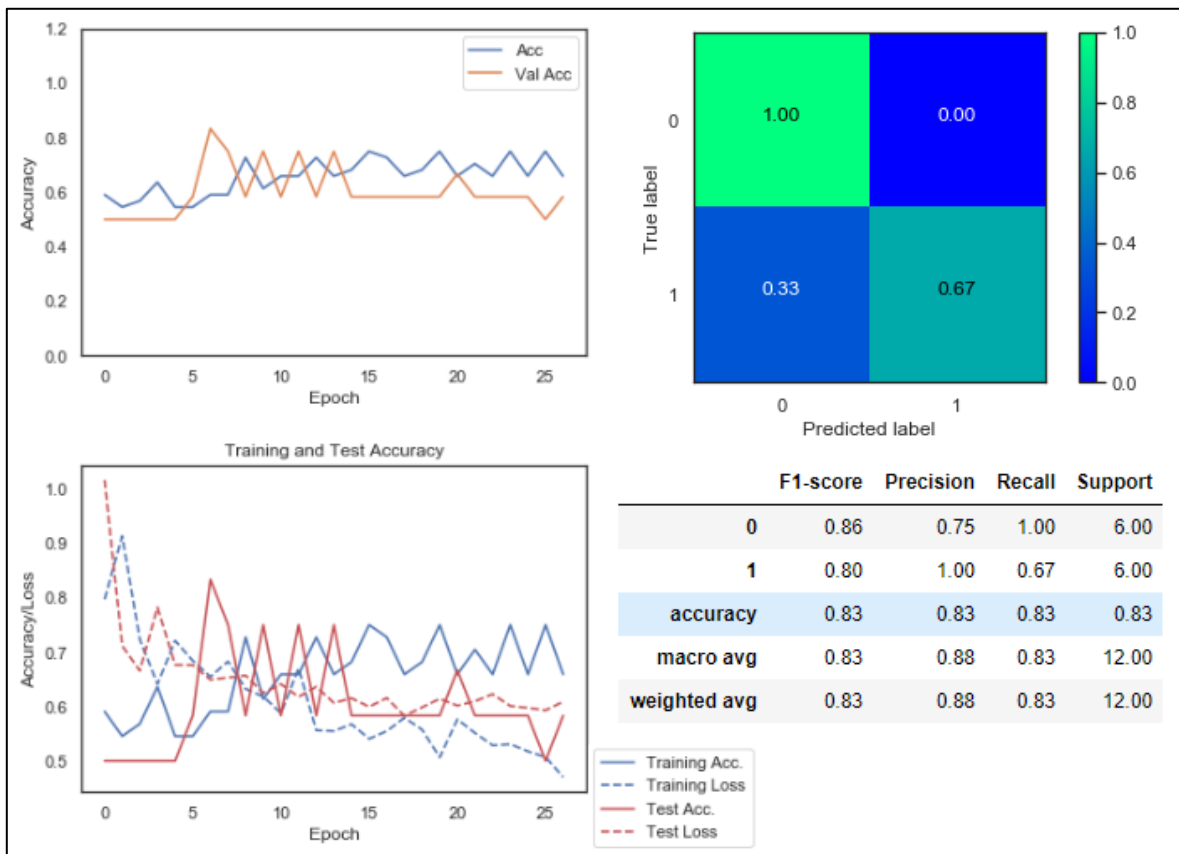 1.2
1.0
0.8
0.6
0.4
0.2
0.0
Accuracy
Acc
Val Acc
0 5 10 15 20 25
Epoch
True label
0
1
1.00 0.00
0.33 0.67
0 1
Predicted label
1.0
0.8
0.6
0.4
0.2
0.0
Training and Test Accuracy
Accuracy/Loss
1.0
0.9
0.8
0.7
0.6
0.5
0 5 10 15 20 25
Epoch
Training Acc.
Training Loss
Test Acc.
Test Loss
F1-score Precision Recall Support
0 0.86 0.75 1.00 6.00
1 0.80 1.00 0.67 6.00
accuracy 0.83 0.83 0.83 0.83
macro avg 0.83 0.88 0.83 12.00
weighted avg 0.83 0.88 0.83 12.00